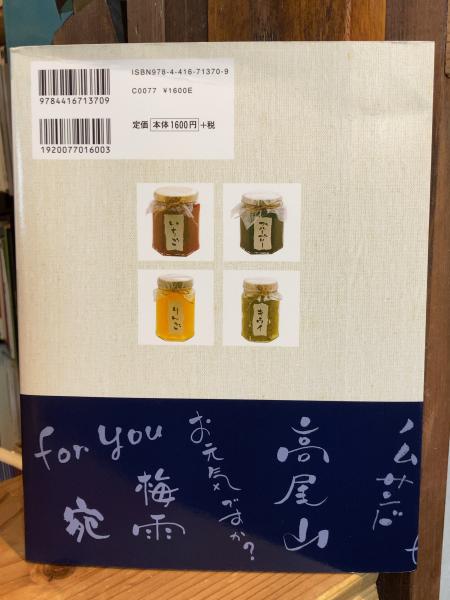 ISBN978-4-416-71370-9
C0077 ¥1600E
定価 本体1600円 +税
9784416713709
1920077016003
いちご
りんご
キウイ
for you
宛
梅雨
お元気ですか?
高尾山